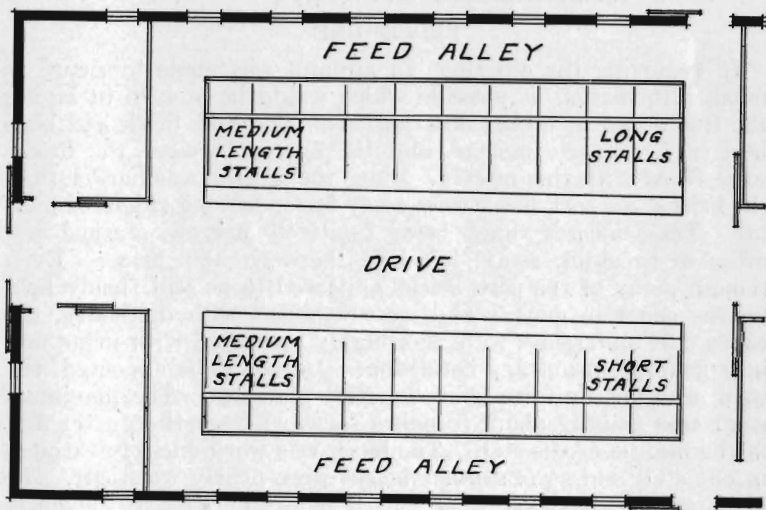 FEED ALLEY
MEDIUM
LENGTH
STALLS
LONG
STALLS
DRIVE
MEDIUM
LENGTH
STALLS
SHORT
STALLS
FEED ALLEY